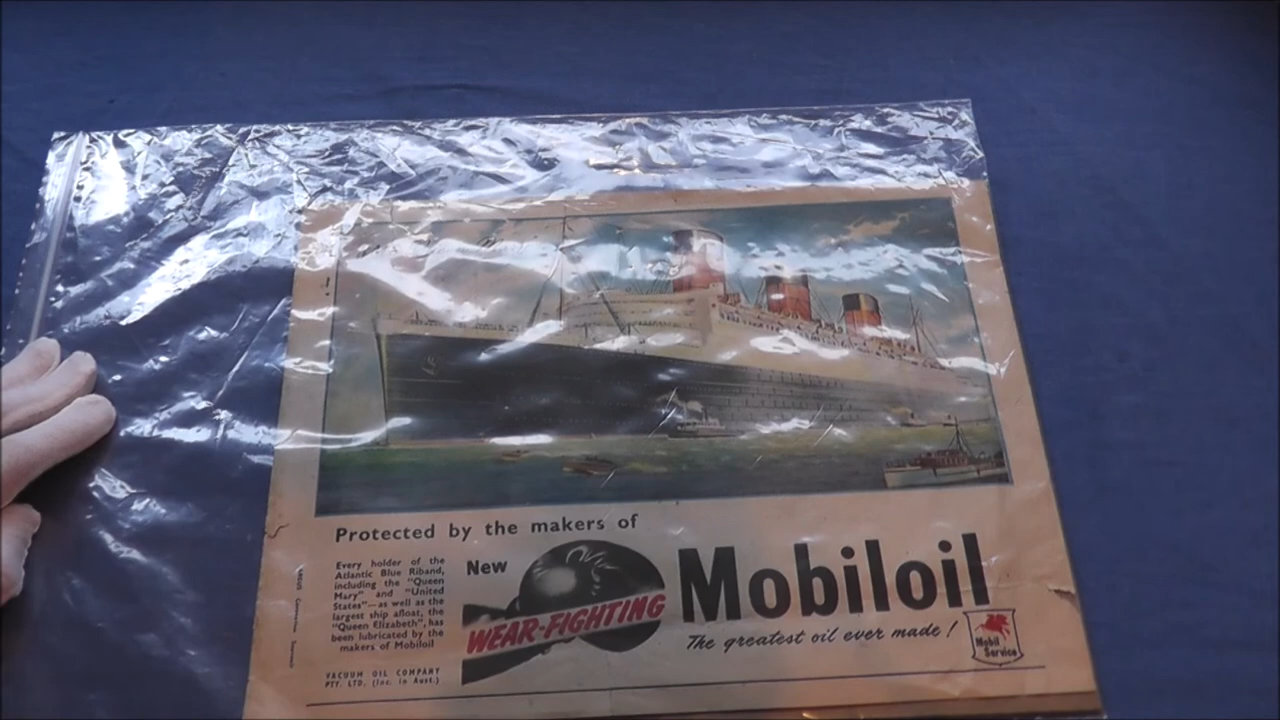 Protected by the makers of
Every holder of the
Atlantic Blue Riband,
including the "Queen
Mary" and "United
States"—as well as the
largest ship afloat, the
"Queen Elizabeth", has
been lubricated by the
makers of Mobiloil
VACUUM OIL COMPANY
PTY. LTD. (Inc. in Aust.)
New
WEAR-FIGHTING
Mobiloil
The greatest oil ever made!
Mobil
Service